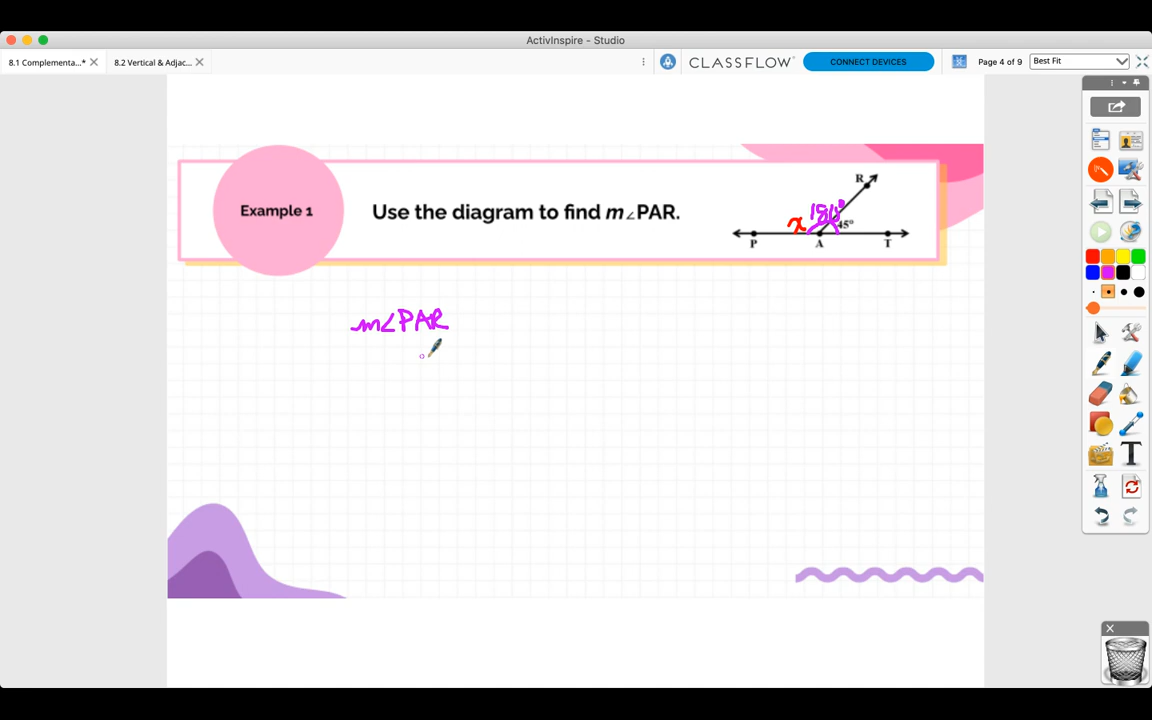 ActivInspire - Studio
8.1 Complementa...* 8.2 Vertical & Adjac...
CLASSFLOW CONNECT DEVICES Page 4 of 9 Best Fit
Example 1
Use the diagram to find m∠PAR.
R
x 180° 45°
P A T
m∠PAR
T
X